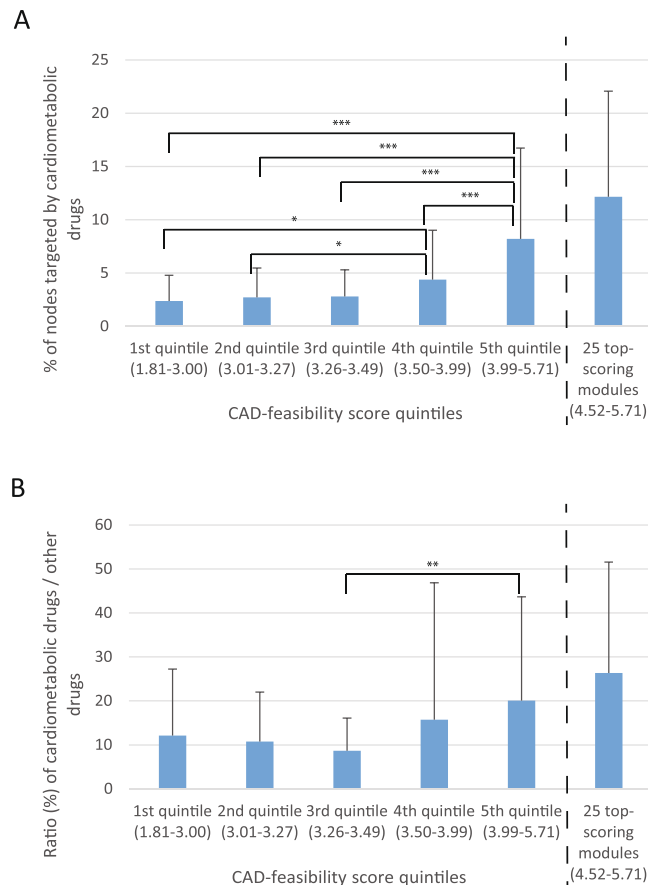 A
% of nodes targeted by cardiometabolic
drugs
25
20
15
10
5
0
***
***
***
***
*
*
1st quintile 2nd quintile 3rd quintile 4th quintile 5th quintile 25 top-
(1.81-3.00) (3.01-3.27) (3.26-3.49) (3.50-3.99) (3.99-5.71) scoring
modules
(4.52-5.71)
CAD-feasibility score quintiles
B
Ratio (%) of cardiometabolic drugs / other
drugs
60
50
40
30
20
10
0
**
1st quintile 2nd quintile 3rd quintile 4th quintile 5th quintile 25 top-
(1.81-3.00) (3.01-3.27) (3.26-3.49) (3.50-3.99) (3.99-5.71) scoring
modules
(4.52-5.71)
CAD-feasibility score quintiles